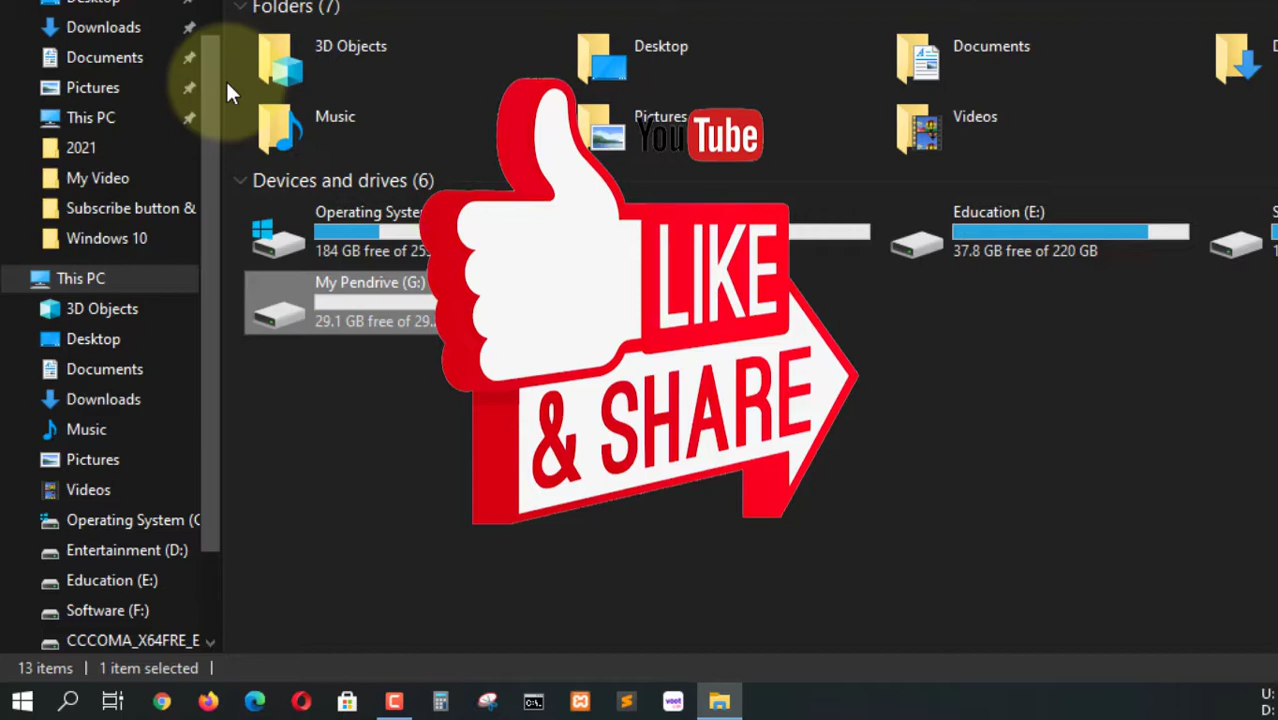 Desktop
Folders (7)
Downloads
3D Objects
Desktop
Documents
Documents
Pictures
Music
Pictures
Videos
YouTube
This PC
2021
My Video
Devices and drives (6)
Subscribe button &
Operating Syste
Education (E:)
Windows 10
184 GB free of 25
37.8 GB free of 220 GB
LIKE
& SHARE
This PC
My Pendrive (G:)
3D Objects
29.1 GB free of 29.
Desktop
Documents
Downloads
Music
Pictures
Videos
Operating System (C
Entertainment (D:)
Education (E:)
Software (F:)
CCCOMA_X64FRE_E
13 items
1 item selected
C:\.
voot
U:
D: